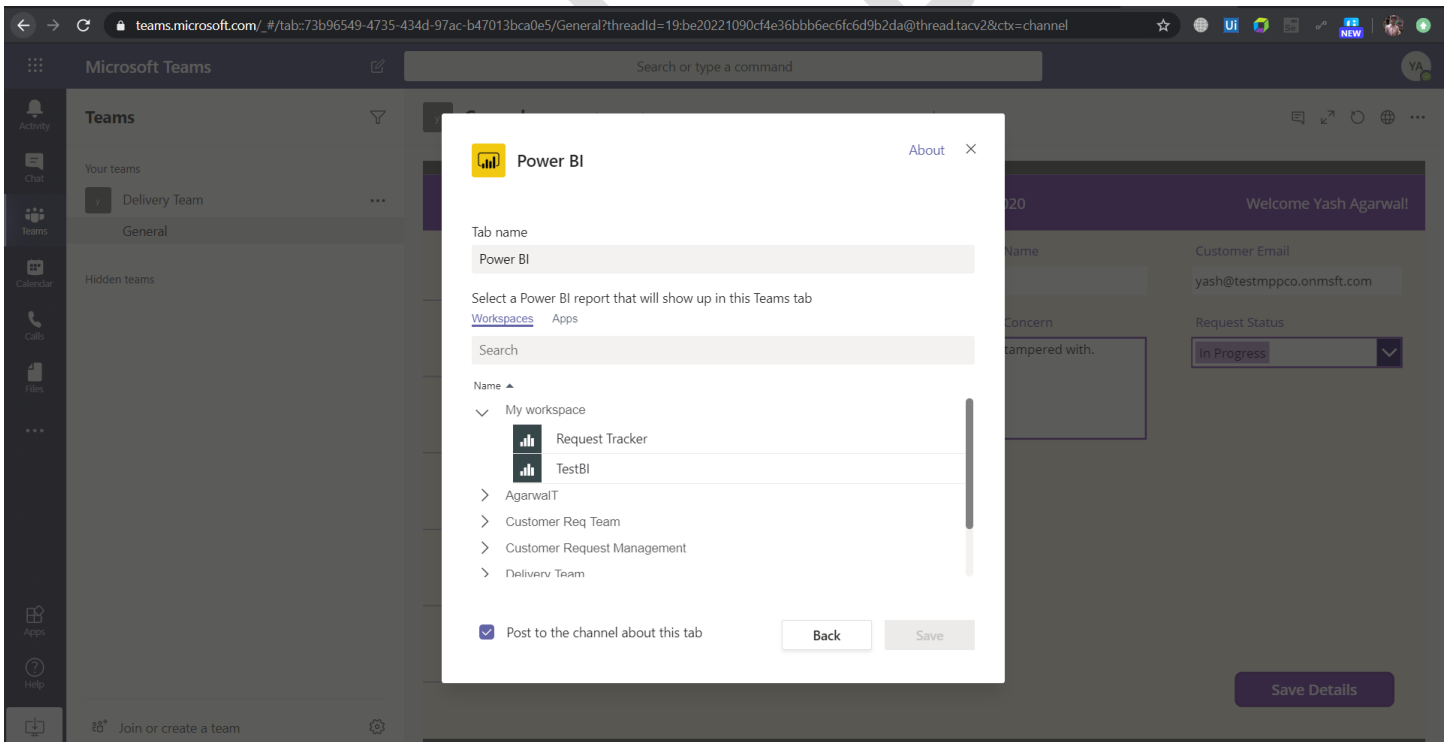 teams.microsoft.com/_#/tab::73b96549-4735-434d-97ac-b47013bca0e5/General?threadId=19:be20221090cf4e36bbb6ec6fc6d9b2da@thread.tacv2&ctx=channel
Ui
NEW
Microsoft Teams
Search or type a command
YA
Activity
Chat
Teams
Calendar
Calls
Files
Apps
Help
Teams
Your teams
y Delivery Team
General
Hidden teams
Join or create a team
Power BI
About
Tab name
Power BI
Select a Power BI report that will show up in this Teams tab
Workspaces Apps
Search
Name
My workspace
Request Tracker
TestBI
AgarwalT
Customer Req Team
Customer Request Management
Delivery Team
Post to the channel about this tab
Back
Save
020
Welcome Yash Agarwal!
Name
Customer Email
yash@testmppco.onmsft.com
Concern
Request Status
tampered with.
In Progress
Save Details